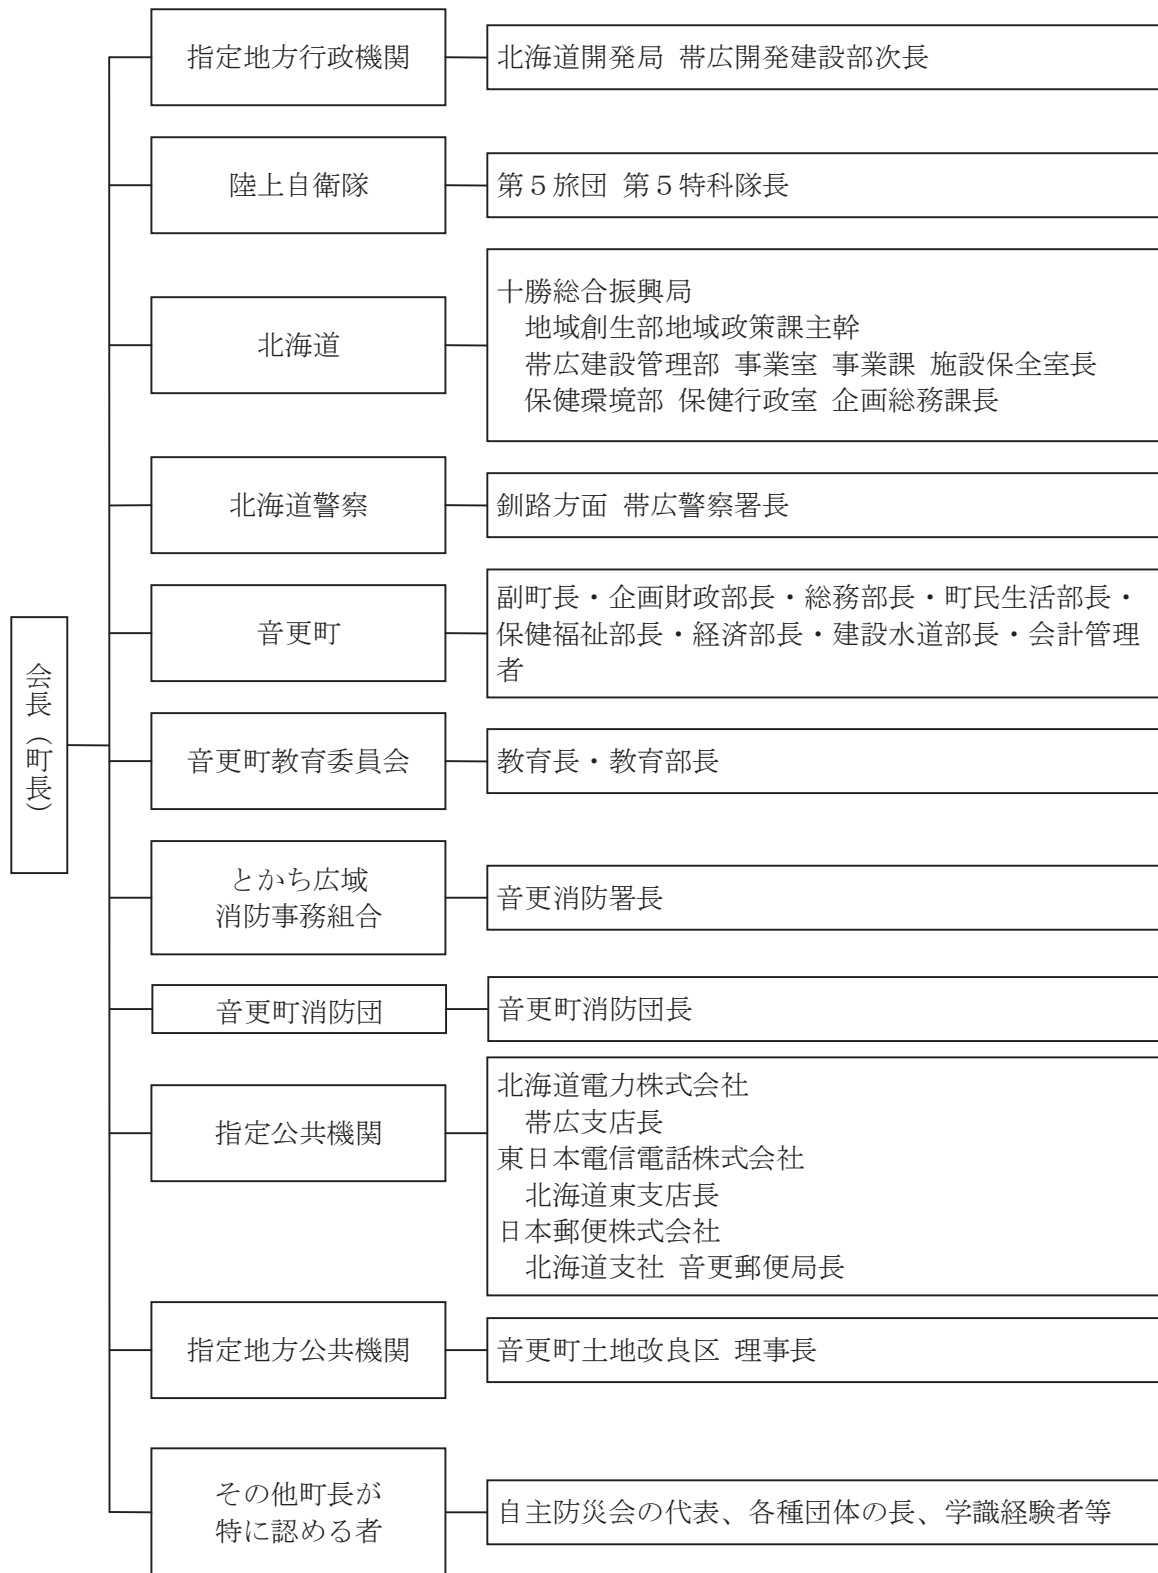 指定地方行政機関
北海道開発局 帯広開発建設部次長
陸上自衛隊
第５旅団 第５特科隊長
北海道
十勝総合振興局
地域創生部地域政策課主幹
帯広建設管理部 事業室 事業課 施設保全室長
保健環境部 保健行政室 企画総務課長
北海道警察
釧路方面 帯広警察署長
会長（町長）
音更町
副町長・企画財政部長・総務部長・町民生活部長・
保健福祉部長・経済部長・建設水道部長・会計管理
者
音更町教育委員会
教育長・教育部長
とかち広域
消防事務組合
音更消防署長
音更町消防団
音更町消防団長
指定公共機関
北海道電力株式会社
帯広支店長
東日本電信電話株式会社
北海道東支店長
日本郵便株式会社
北海道支社 音更郵便局長
指定地方公共機関
音更町土地改良区 理事長
その他町長が
特に認める者
自主防災会の代表、各種団体の長、学識経験者等